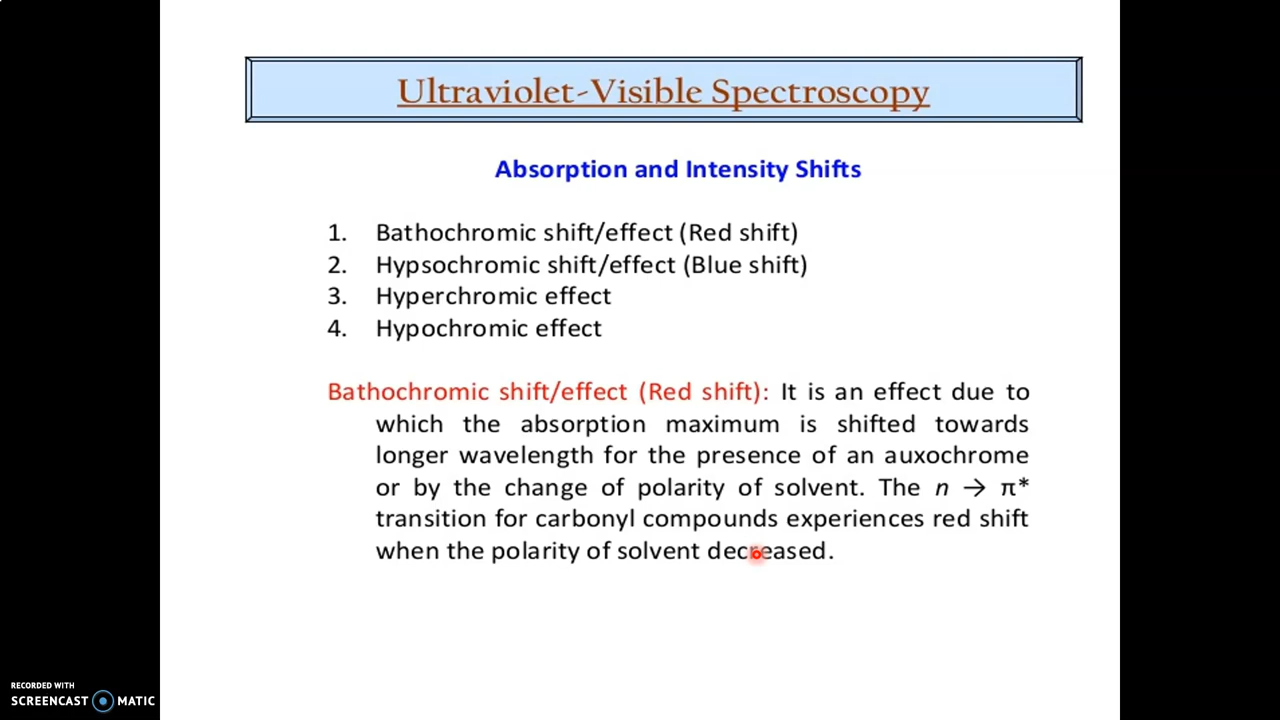 Ultraviolet-Visible Spectroscopy
Absorption and Intensity Shifts
1. Bathochromic shift/effect (Red shift)
2. Hypsochromic shift/effect (Blue shift)
3. Hyperchromic effect
4. Hypochromic effect
Bathochromic shift/effect (Red shift): It is an effect due to
which the absorption maximum is shifted towards
longer wavelength for the presence of an auxochrome
or by the change of polarity of solvent. The n → π*
transition for carbonyl compounds experiences red shift
when the polarity of solvent decreased.
RECORDED WITH
SCREENCAST MATIC